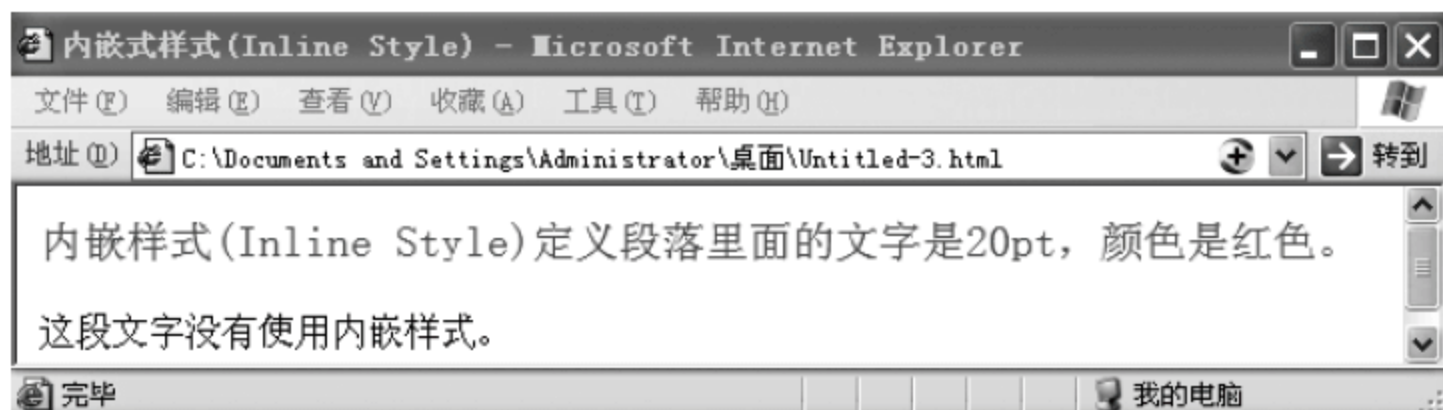 内嵌式样式(Inline Style) - Microsoft Internet Explorer
文件(F) 编辑(E) 查看(V) 收藏(A) 工具(T) 帮助(H)
地址(D) C:\Documents and Settings\Administrator\桌面\Untitled-3.html 转到
内嵌样式(Inline Style)定义段落里面的文字是20pt，颜色是红色。
这段文字没有使用内嵌样式。
完毕 我的电脑